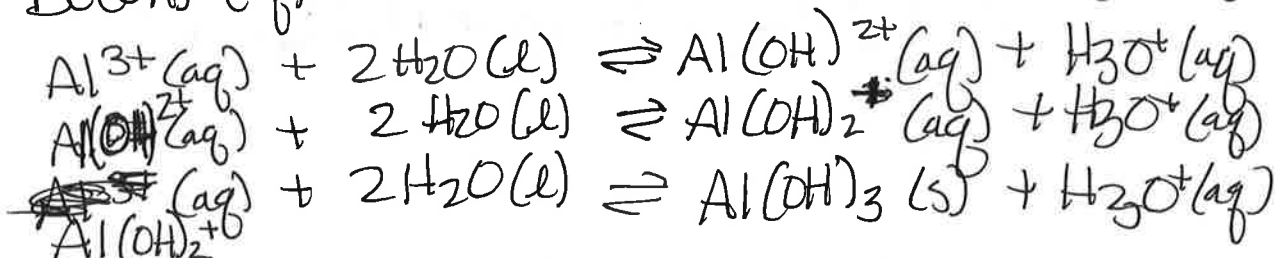 Al³⁺(aq) + 2H₂O(l) ⇌ Al(OH)²⁺(aq) + H₃O⁺(aq)
Al(OH)²⁺(aq) + 2H₂O(l) ⇌ Al(OH)₂⁺(aq) + H₃O⁺(aq)
(aq) + 2H₂O(l) ⇌ Al(OH)₃(s) + H₃O⁺(aq)
Al(OH)₂⁺